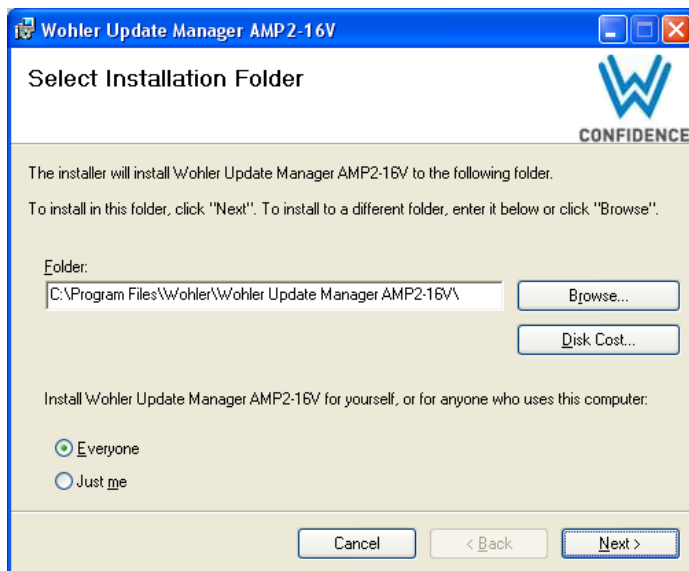 Wohler Update Manager AMP2-16V
Select Installation Folder
CONFIDENCE
The installer will install Wohler Update Manager AMP2-16V to the following folder.
To install in this folder, click "Next". To install to a different folder, enter it below or click "Browse".
Folder:
C:\Program Files\Wohler\Wohler Update Manager AMP2-16V\
Browse...
Disk Cost...
Install Wohler Update Manager AMP2-16V for yourself, or for anyone who uses this computer:
Everyone
Just me
Cancel
< Back
Next >